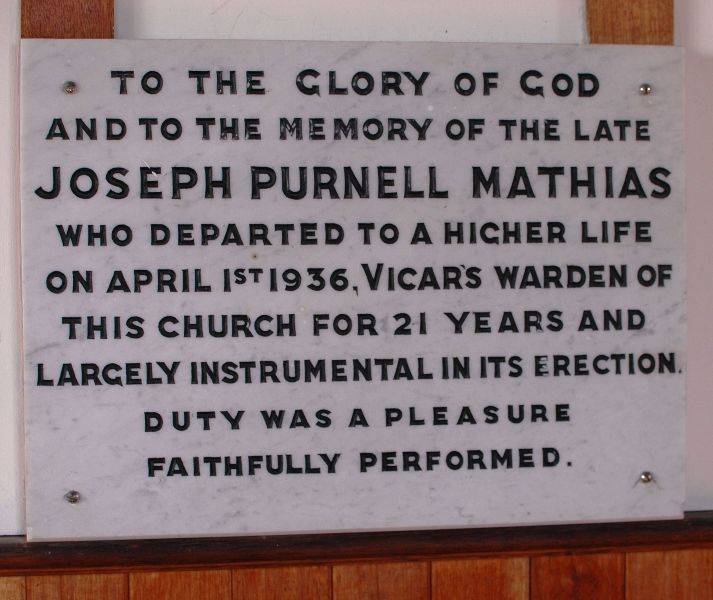 TO THE GLORY OF GOD
AND TO THE MEMORY OF THE LATE
JOSEPH PURNELL MATHIAS
WHO DEPARTED TO A HIGHER LIFE
ON APRIL 1ST 1936, VICAR'S WARDEN OF
THIS CHURCH FOR 21 YEARS AND
LARGELY INSTRUMENTAL IN ITS ERECTION.
DUTY WAS A PLEASURE
FAITHFULLY PERFORMED.